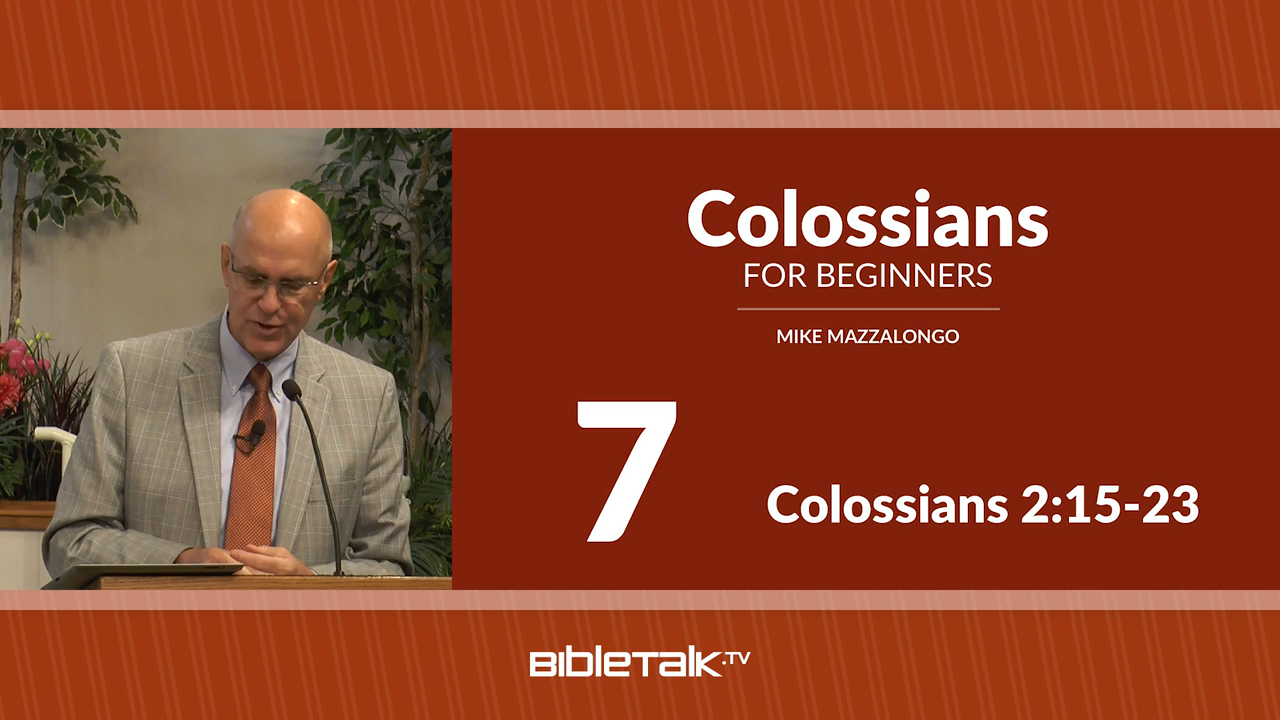 Colossians
FOR BEGINNERS
MIKE MAZZALONGO
7
Colossians 2:15-23
BIBLETALK.TV